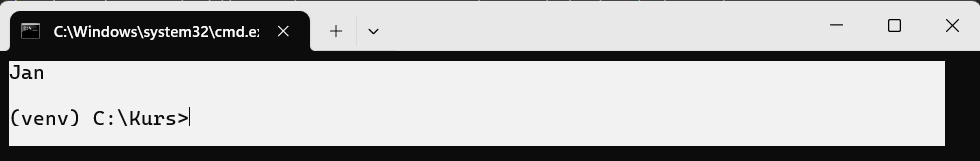 C:\Windows\system32\cmd.e
Jan
(venv) C:\Kurs>